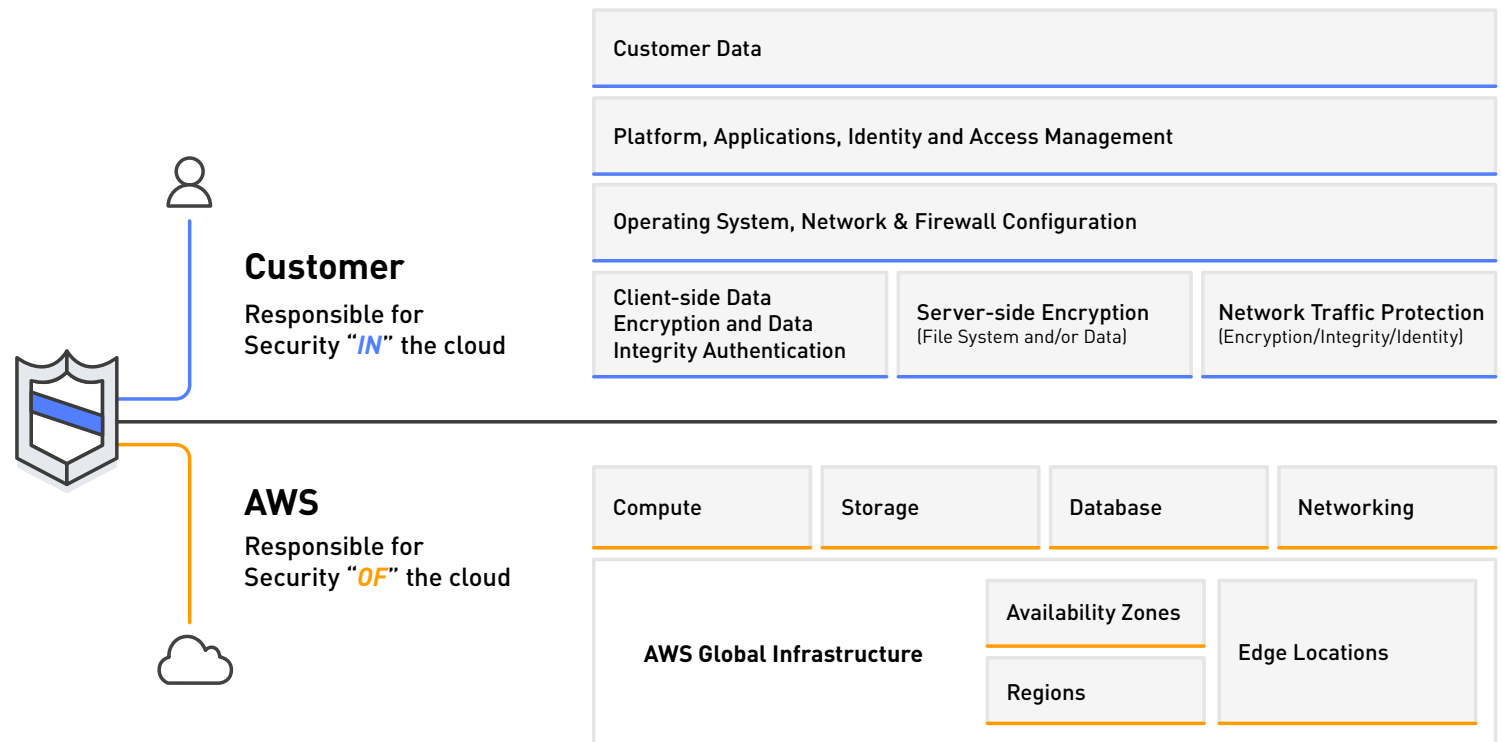 Customer Data
Platform, Applications, Identity and Access Management
Operating System, Network & Firewall Configuration
Customer
Responsible for
Security “IN” the cloud
Client-side Data
Encryption and Data
Integrity Authentication
Server-side Encryption
(File System and/or Data)
Network Traffic Protection
(Encryption/Integrity/Identity)
AWS
Responsible for
Security “OF” the cloud
Compute
Storage
Database
Networking
AWS Global Infrastructure
Availability Zones
Regions
Edge Locations